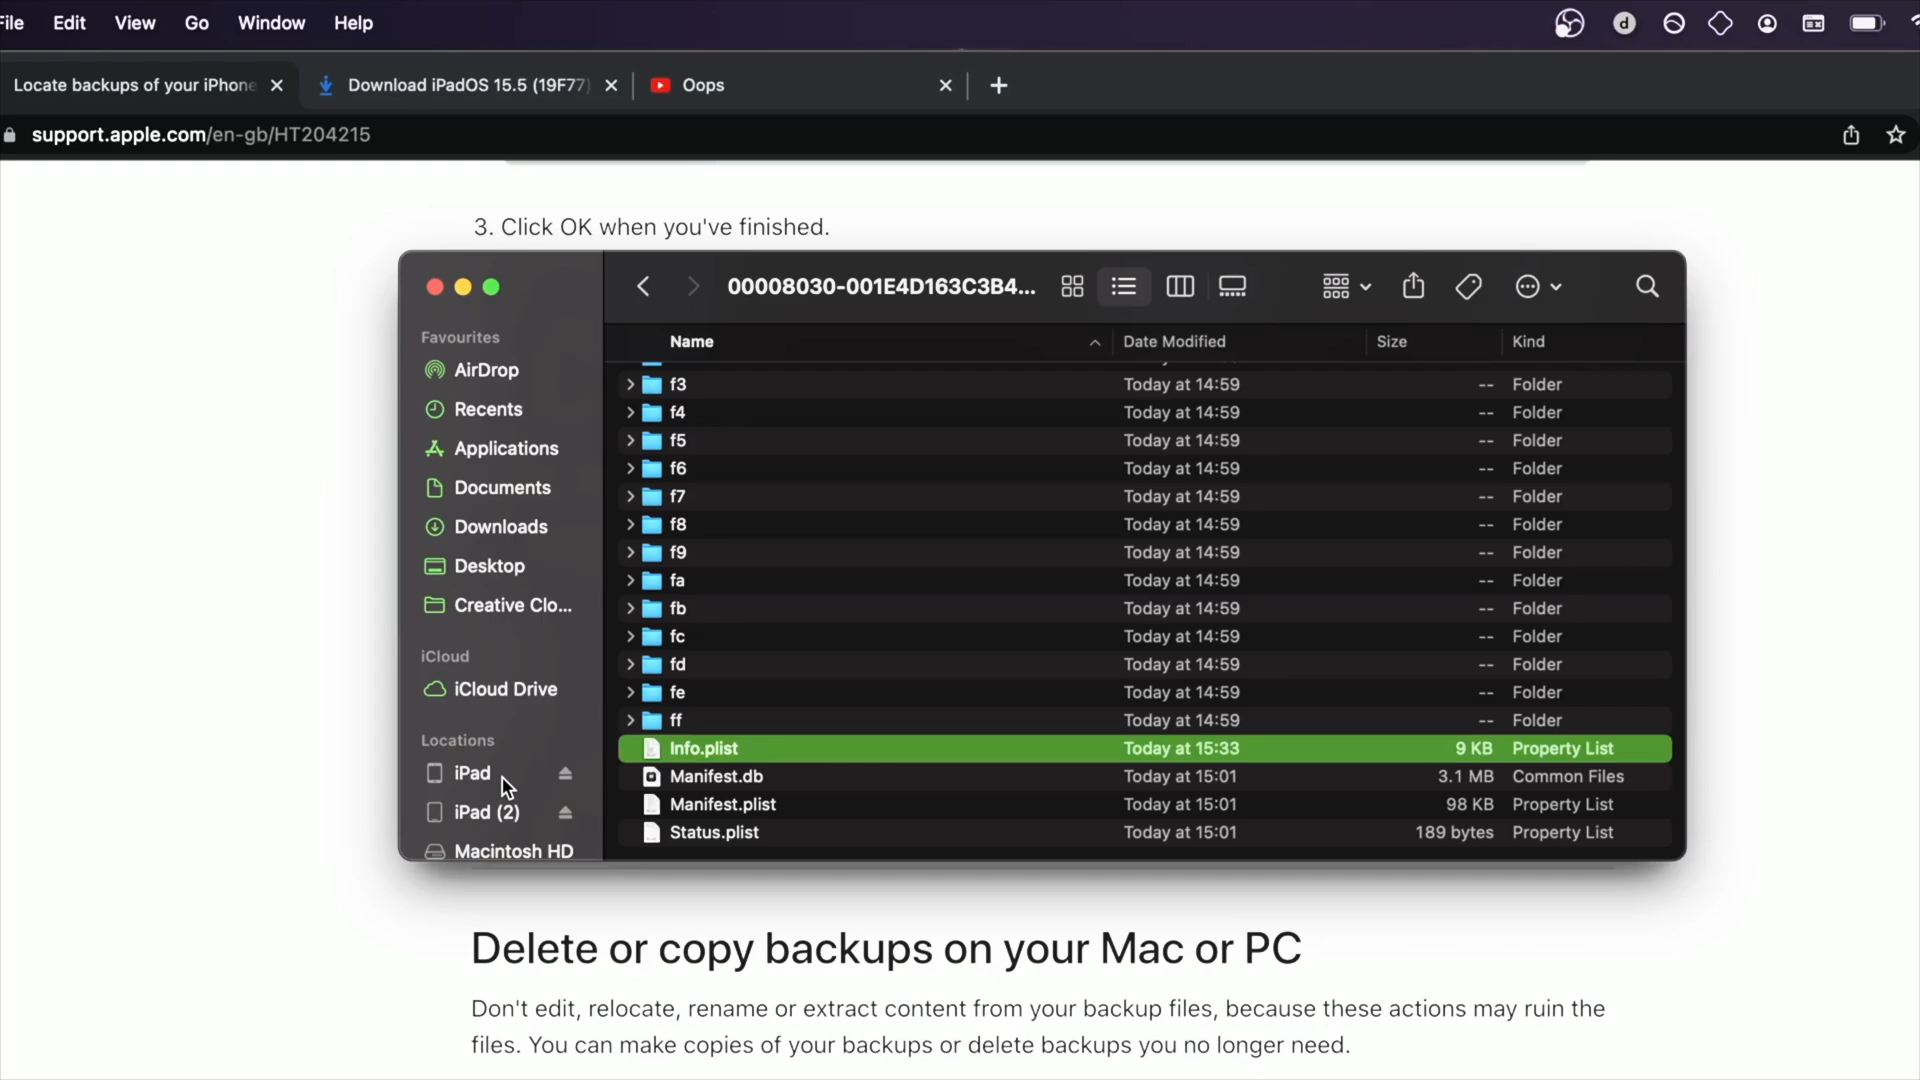 File Edit View Go Window Help
Locate backups of your iPhone
Download iPadOS 15.5 (19F77)
Oops
support.apple.com/en-gb/HT204215
3. Click OK when you've finished.
00008030-001E4D163C3B4...
Favourites
AirDrop
Recents
Applications
Documents
Downloads
Desktop
Creative Clo...
iCloud
iCloud Drive
Locations
iPad
iPad (2)
Macintosh HD
Name Date Modified Size Kind
f3 Today at 14:59 -- Folder
f4 Today at 14:59 -- Folder
f5 Today at 14:59 -- Folder
f6 Today at 14:59 -- Folder
f7 Today at 14:59 -- Folder
f8 Today at 14:59 -- Folder
f9 Today at 14:59 -- Folder
fa Today at 14:59 -- Folder
fb Today at 14:59 -- Folder
fc Today at 14:59 -- Folder
fd Today at 14:59 -- Folder
fe Today at 14:59 -- Folder
ff Today at 14:59 -- Folder
Info.plist Today at 15:33 9 KB Property List
Manifest.db Today at 15:01 3.1 MB Common Files
Manifest.plist Today at 15:01 98 KB Property List
Status.plist Today at 15:01 189 bytes Property List
Delete or copy backups on your Mac or PC
Don't edit, relocate, rename or extract content from your backup files, because these actions may ruin the
files. You can make copies of your backups or delete backups you no longer need.